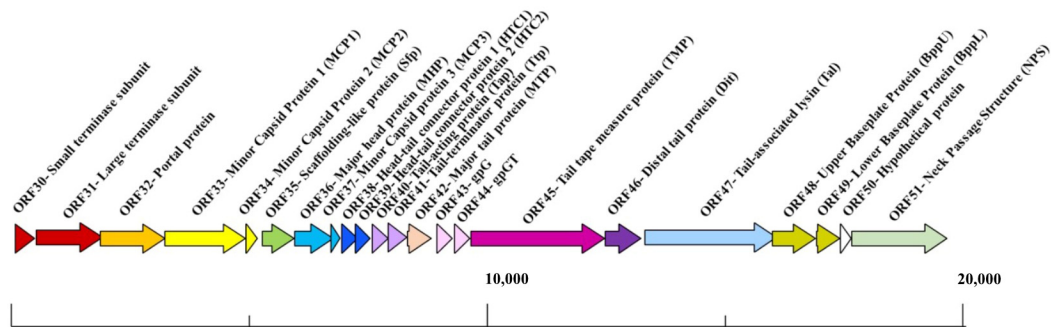 ORF30- Small terminase subunit
ORF31- Large terminase subunit
ORF32- Portal protein
ORF33- Minor Capsid Protein 1 (MCP1)
ORF34- Minor Capsid Protein 2 (MCP2)
ORF35- Scaffolding-like protein (Sfp)
ORF36- Major head protein (MHP)
ORF37- Minor Capsid protein 3 (MCP3)
ORF38- Head-tail connector protein 1 (HTC1)
ORF39- Head-tail connector protein 2 (HTC2)
ORF40- Tail-acting protein (Tap)
ORF41- Tail-terminator protein (Ttp)
ORF42- Major tail protein (MTP)
ORF43- gpG
ORF44- gpGT
ORF45- Tail tape measure protein (TMP)
ORF46- Distal tail protein (Dit)
ORF47- Tail-associated lysin (Tal)
ORF48- Upper Baseplate Protein (BppU)
ORF49- Lower Baseplate Protein (BppL)
ORF50- Hypothetical protein
ORF51- Neck Passage Structure (NPS)
10,000
20,000